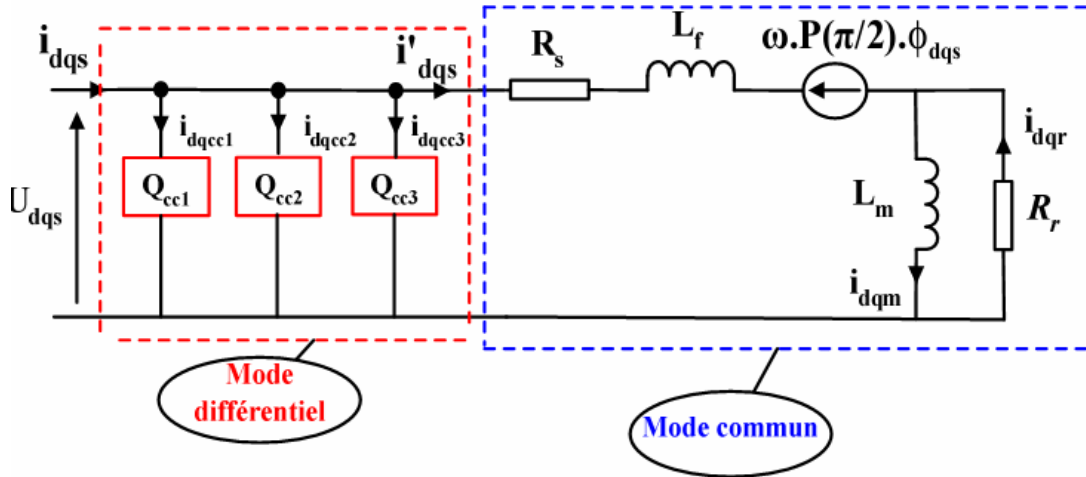 i_dqs
i'_dqs
R_s
L_f
ω.P(π/2).ϕ_dqs
i_dqcc1
i_dqcc2
i_dqcc3
i_dqr
Q_cc1
Q_cc2
Q_cc3
U_dqs
L_m
R_r
i_dqm
Mode
différentiel
Mode commun